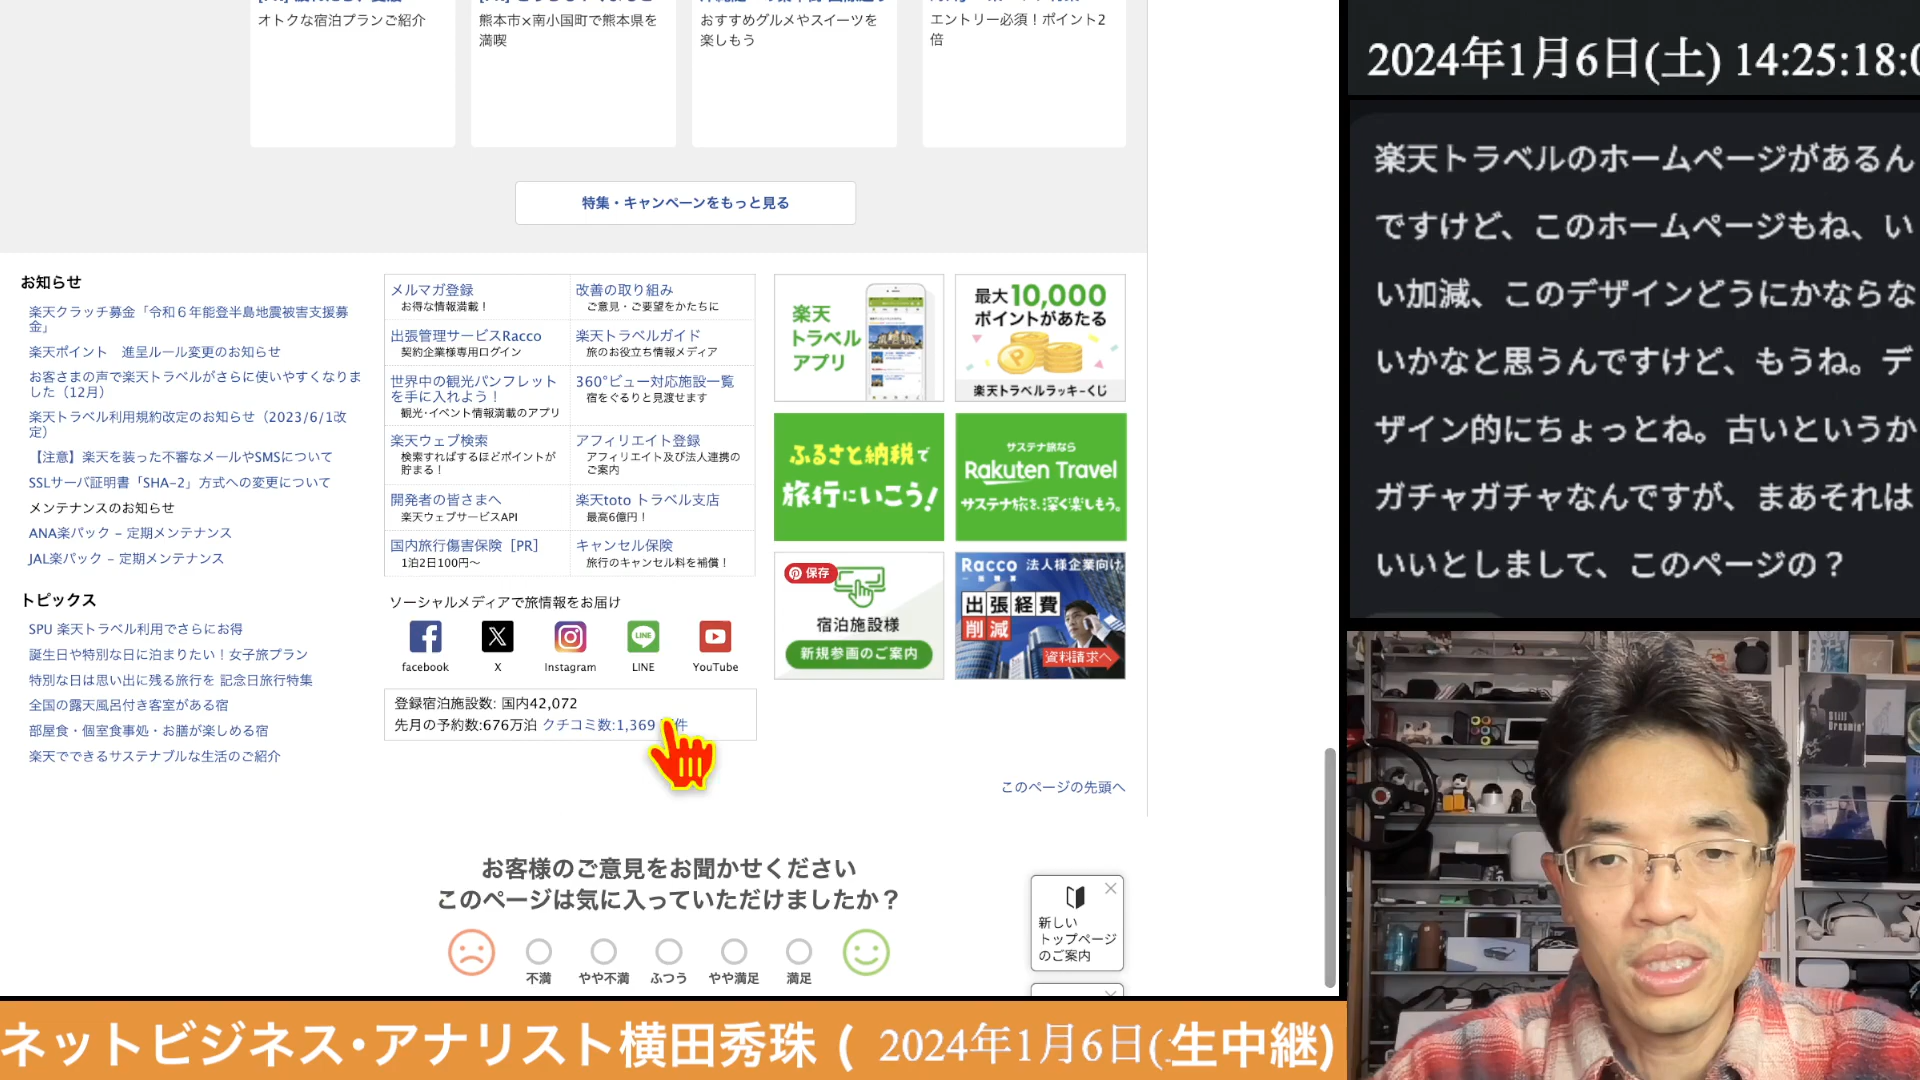 オトクな宿泊プランご紹介
熊本市×南小国町で熊本県を
満喫
おすすめグルメやスイーツを
楽しもう
エントリー必須！ポイント2
倍
特集・キャンペーンをもっと見る
お知らせ
楽天クラッチ募金「令和６年能登半島地震被害支援募
金」
楽天ポイント　進呈ルール変更のお知らせ
お客さまの声で楽天トラベルがさらに使いやすくなりま
した（12月）
楽天トラベル利用規約改定のお知らせ（2023/6/1改
定）
【注意】楽天を装った不審なメールやSMSについて
SSLサーバ証明書「SHA-2」方式への変更について
メンテナンスのお知らせ
ANA楽パック – 定期メンテナンス
JAL楽パック – 定期メンテナンス
トピックス
SPU 楽天トラベル利用でさらにお得
誕生日や特別な日に泊まりたい！女子旅プラン
特別な日は思い出に残る旅行を 記念日旅行特集
全国の露天風呂付き客室がある宿
部屋食・個室食事処・お膳が楽しめる宿
楽天でできるサステナブルな生活のご紹介
メルマガ登録
お得な情報満載！
改善の取り組み
ご意見・ご要望をかたちに
出張管理サービスRacco
契約企業様専用ログイン
楽天トラベルガイド
旅のお役立ち情報メディア
世界中の観光パンフレット
を手に入れよう！
観光･イベント情報満載のアプリ
360°ビュー対応施設一覧
宿をぐるりと見渡せます
楽天ウェブ検索
検索すればするほどポイントが
貯まる！
アフィリエイト登録
アフィリエイト及び法人連携の
ご案内
開発者の皆さまへ
楽天ウェブサービスAPI
楽天toto トラベル支店
最高6億円！
国内旅行傷害保険［PR］
1泊2日100円～
キャンセル保険
旅行のキャンセル料を補償！
ソーシャルメディアで旅情報をお届け
LINE
facebook
X
Instagram
LINE
YouTube
登録宿泊施設数: 国内42,072
先月の予約数:676万泊 クチコミ数:1,369 件
楽天
トラベル
アプリ
最大10,000
ポイントがあたる
楽天トラベルラッキーくじ
ふるさと納税で
旅行にいこう！
サステナ旅なら
Rakuten Travel
サステナ旅を、深く楽しもう。
保存
宿泊施設様
新規参画のご案内
Racco 法人様企業向け
出張経費
削減
資料請求へ
このページの先頭へ
お客様のご意見をお聞かせください
このページは気に入っていただけましたか？
不満
やや不満
ふつう
やや満足
満足
新しい
トップページ
のご案内
2024年1月6日(土) 14:25:18:0
楽天トラベルのホームページがあるん
ですけど、このホームページもね、い
い加減、このデザインどうにかならな
いかなと思うんですけど、もうね。デ
ザイン的にちょっとね。古いというか
ガチャガチャなんですが、まあそれは
いいとしまして、このページの？
Still
Dreamin'
ネットビジネス･アナリスト横田秀珠 ( 2024年1月6日(生中継)